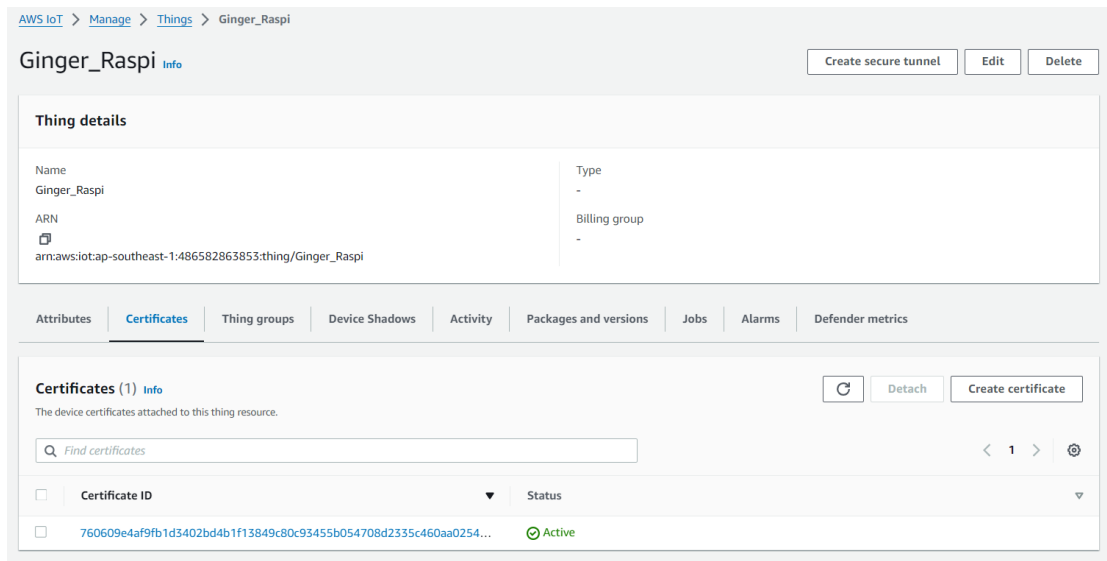 AWS IoT > Manage > Things > Ginger_Raspi
Ginger_Raspi Info
Create secure tunnel
Edit
Delete
Thing details
Name
Ginger_Raspi
ARN
arn:aws:iot:ap-southeast-1:486582863853:thing/Ginger_Raspi
Type
-
Billing group
-
Attributes
Certificates
Thing groups
Device Shadows
Activity
Packages and versions
Jobs
Alarms
Defender metrics
Certificates (1) Info
The device certificates attached to this thing resource.
Detach
Create certificate
Find certificates
< 1 >
Certificate ID
Status
760609e4af9fb1d3402bd4b1f13849c80c93455b054708d2335c460aa0254...
Active